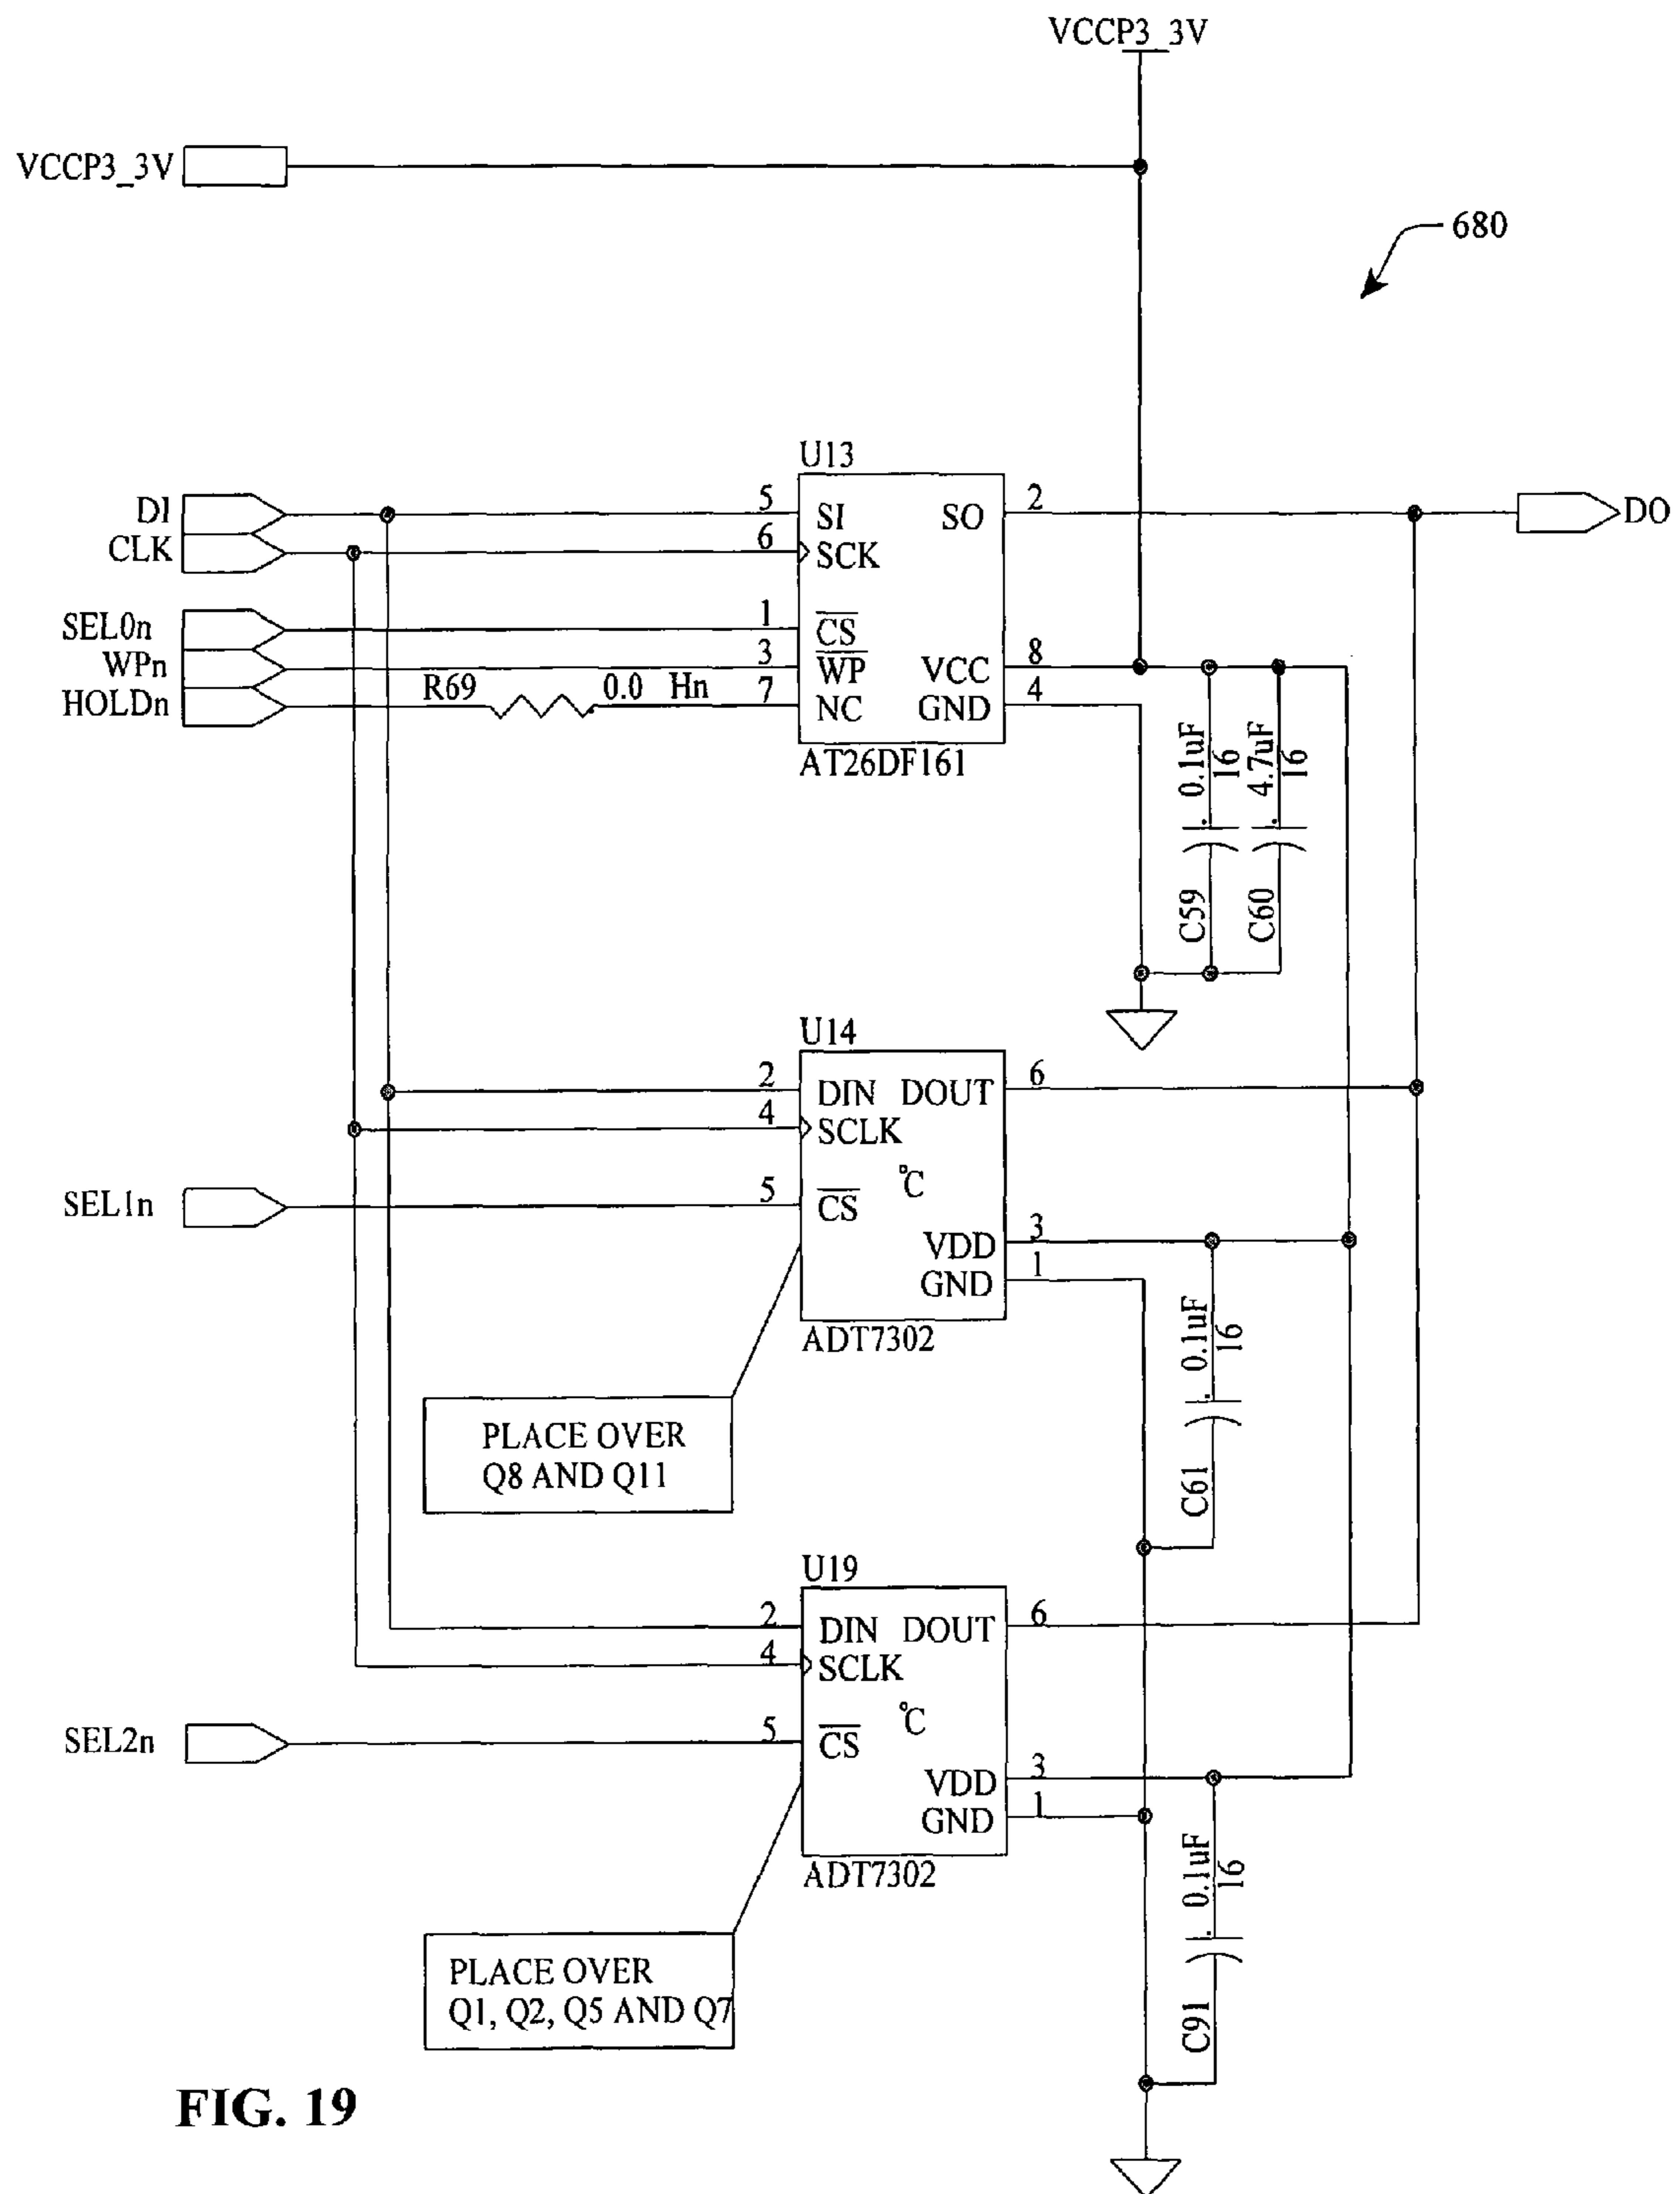 VCCP3_3V
VCCP3_3V
680
U13
DI
5
SI
SO
2
DO
CLK
6
SCK
SEL0n
1
CS
WPn
3
WP
VCC
8
HOLDn
R69
0.0 Hn
7
NC
GND
4
AT26DF161
0.1uF
16
4.7uF
16
C59
C60
U14
2
DIN
DOUT
6
4
SCLK
°C
SEL1n
5
CS
VDD
3
GND
1
ADT7302
0.1uF
16
C61
PLACE OVER
Q8 AND Q11
U19
2
DIN
DOUT
6
4
SCLK
°C
SEL2n
5
CS
VDD
3
GND
1
ADT7302
0.1uF
16
C91
PLACE OVER
Q1, Q2, Q5 AND Q7
FIG. 19